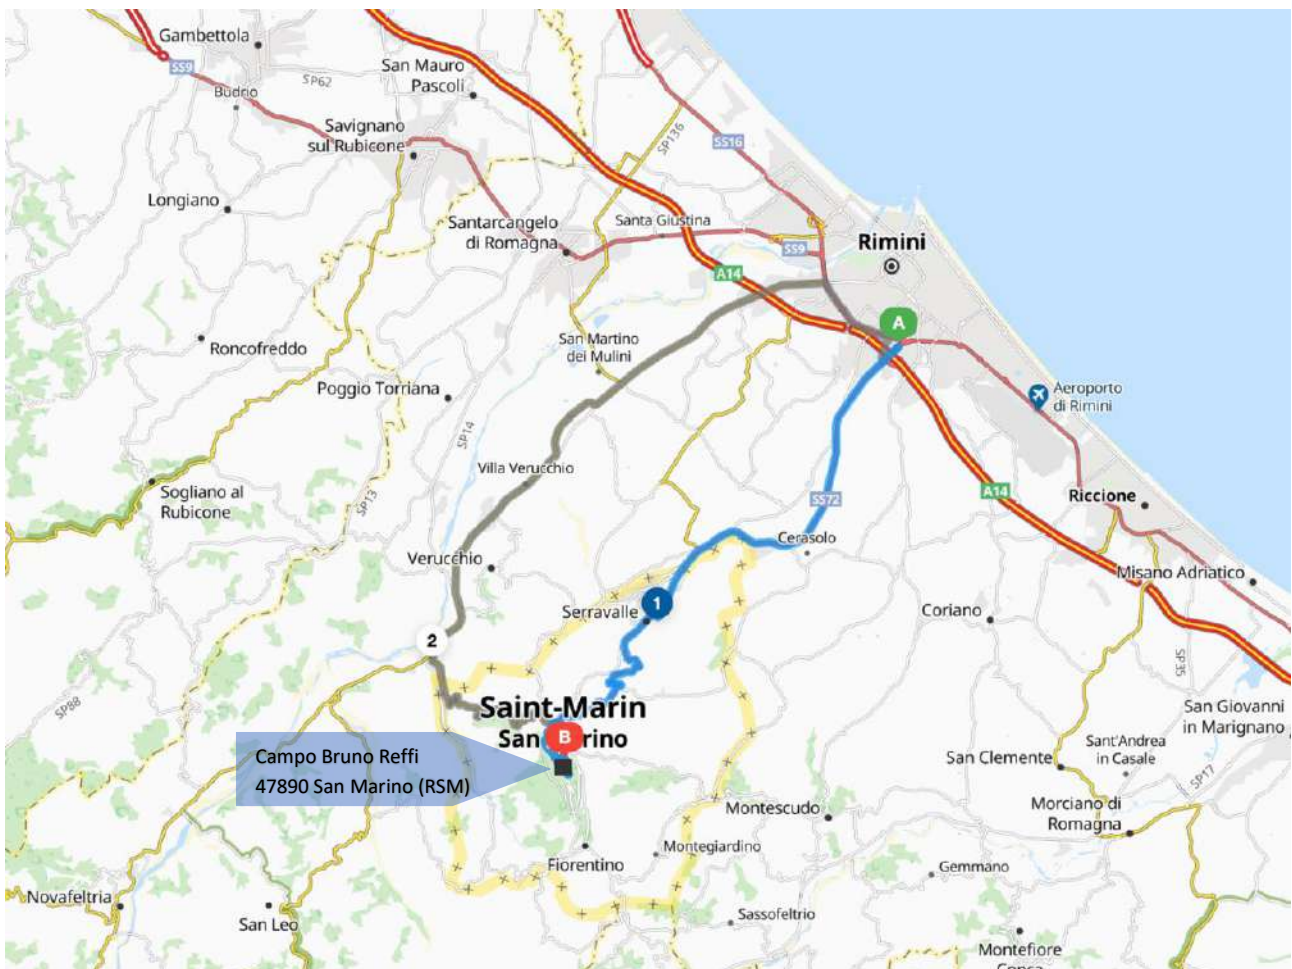 Gambettola
SS9
SP62
San Mauro
Pascoli
Budrio
Savignano
sul Rubicone
SP136
SS16
Longiano
Santarcangelo
di Romagna
Santa Giustina
SS9
Rimini
A14
A
San Martino
dei Mulini
Roncofreddo
Poggio Torriana
Aeroporto
di Rimini
SP14
Villa Verucchio
Sogliano al
Rubicone
SP13
SS72
A14
Riccione
Cerasolo
Verucchio
Misano Adriatico
Serravalle
1
Coriano
2
SP35
SP88
Saint-Marin
B
San Giovanni
in Marignano
Campo Bruno Reffi
47890 San Marino (RSM)
San Clemente
Sant'Andrea
in Casale
SP17
Montescudo
Morciano di
Romagna
Fiorentino
Montegiardino
Gemmano
Novafeltria
San Leo
Sassofeltrio
Montefiore